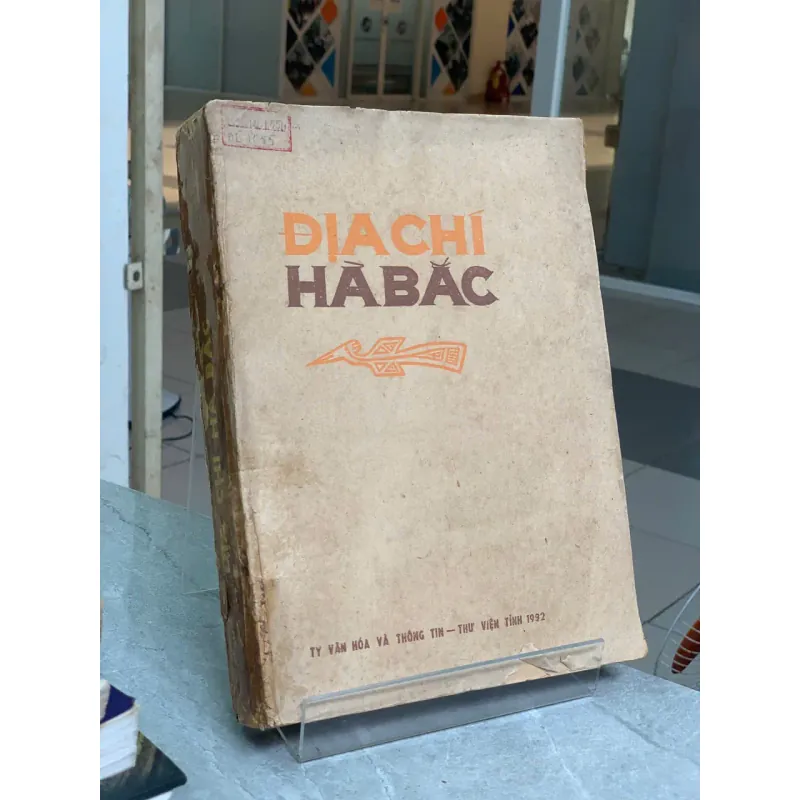 ĐỊA CHÍ
HÀ BẮC
TY VĂN HÓA VÀ THÔNG TIN — THƯ VIỆN TỈNH 1982